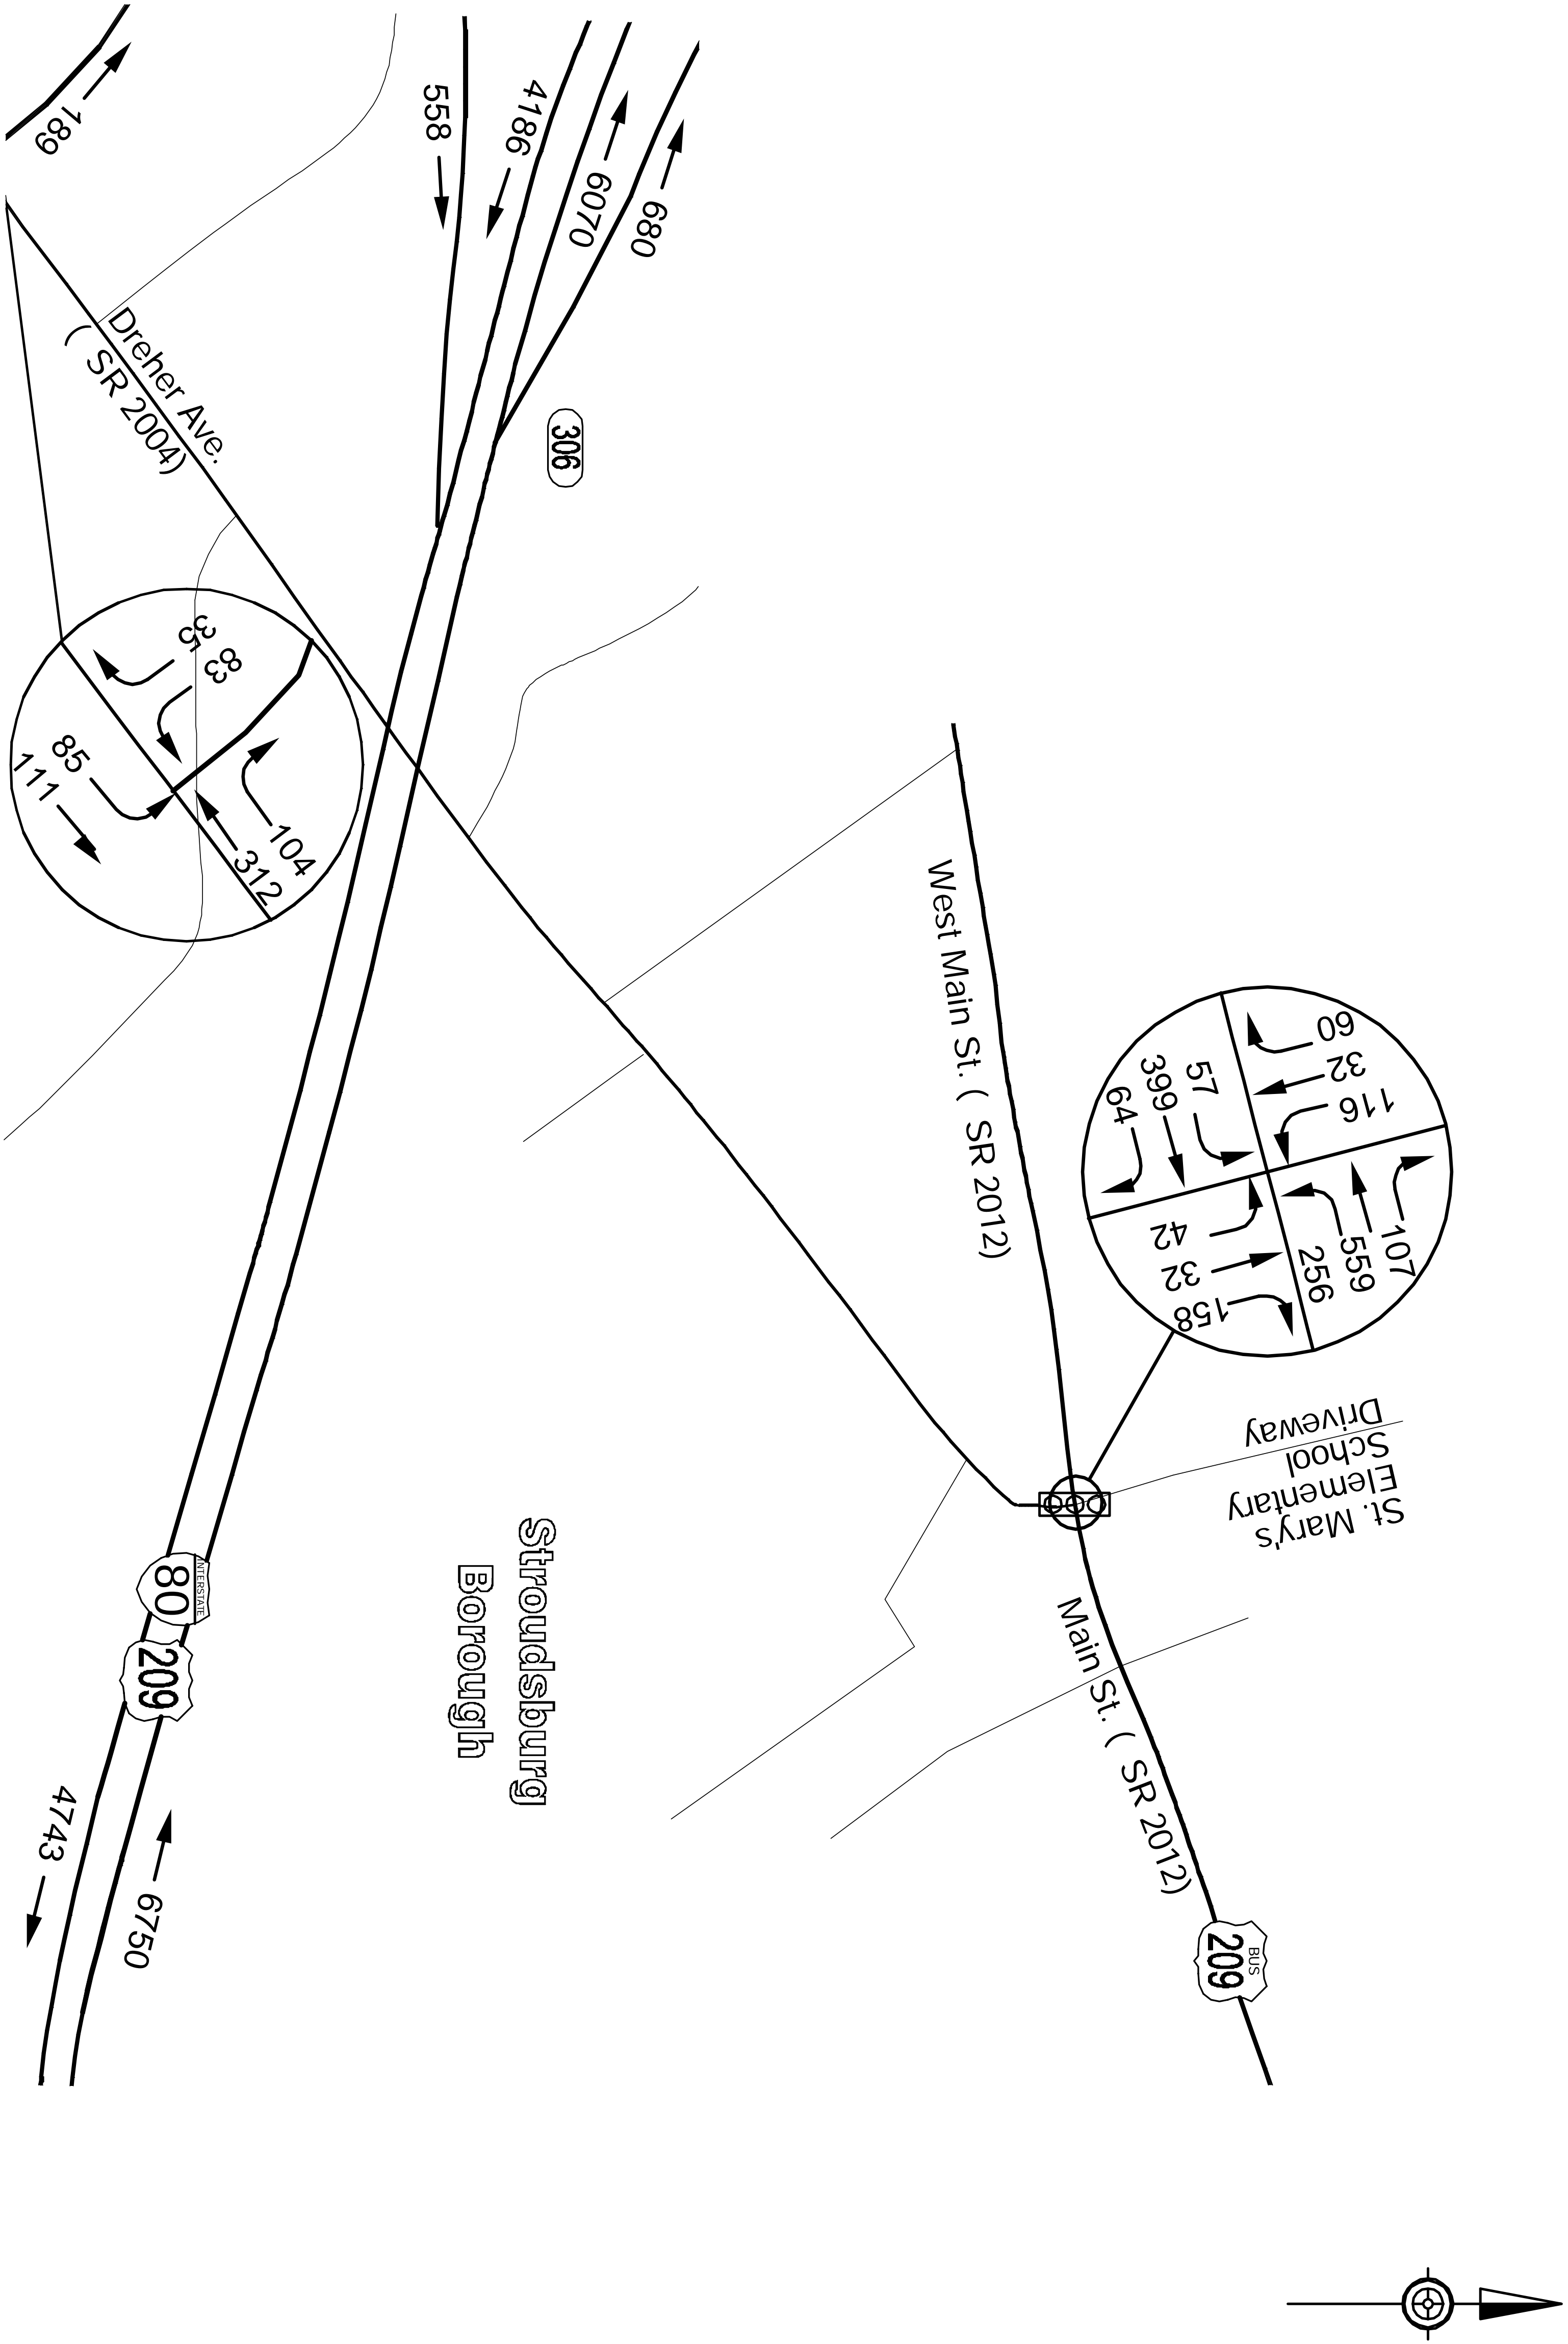 189
558
4186
6070
680
Dreher Ave.
( SR 2004)
306
33
83
85
111
104
312
West Main St. ( SR 2012)
60
32
116
57
399
64
42
32
158
256
559
107
St. Mary's
Elementary
School
Driveway
Stroudsburg
Borough
INTERSTATE
80
209
4743
6750
Main St. ( SR 2012)
BUS
209